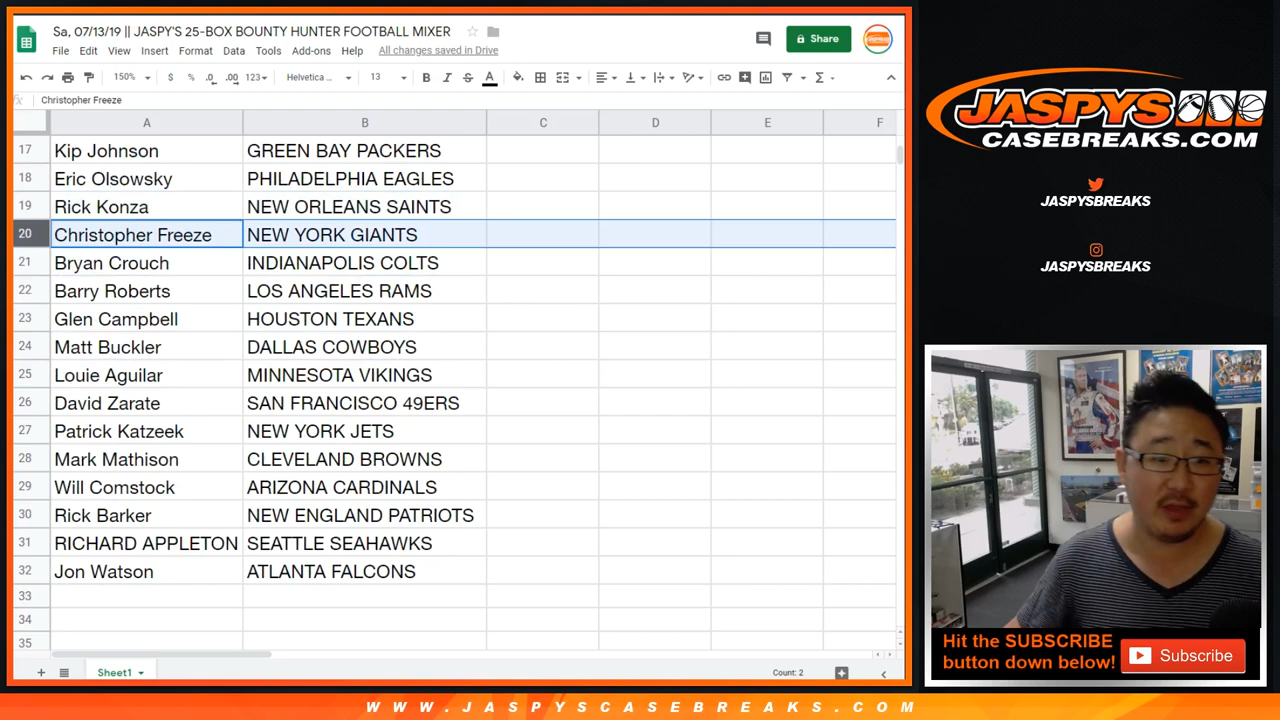 Sa, 07/13/19 || JASPY'S 25-BOX BOUNTY HUNTER FOOTBALL MIXER
File Edit View Insert Format Data Tools Add-ons Help All changes saved in Drive
Share
150% $ % .0 .00 123 Helvetica ... 13 B I S A
fx Christopher Freeze
A B C D E F
17 Kip Johnson GREEN BAY PACKERS
18 Eric Olsowsky PHILADELPHIA EAGLES
19 Rick Konza NEW ORLEANS SAINTS
20 Christopher Freeze NEW YORK GIANTS
21 Bryan Crouch INDIANAPOLIS COLTS
22 Barry Roberts LOS ANGELES RAMS
23 Glen Campbell HOUSTON TEXANS
24 Matt Buckler DALLAS COWBOYS
25 Louie Aguilar MINNESOTA VIKINGS
26 David Zarate SAN FRANCISCO 49ERS
27 Patrick Katzeek NEW YORK JETS
28 Mark Mathison CLEVELAND BROWNS
29 Will Comstock ARIZONA CARDINALS
30 Rick Barker NEW ENGLAND PATRIOTS
31 RICHARD APPLETON SEATTLE SEAHAWKS
32 Jon Watson ATLANTA FALCONS
33
34
35
Sheet1
Count: 2
JASPYS
CASEBREAKS.COM
JASPYSBREAKS
JASPYSBREAKS
Hit the SUBSCRIBE
button down below!
Subscribe
WWW.JASPYSCASEBREAKS.COM